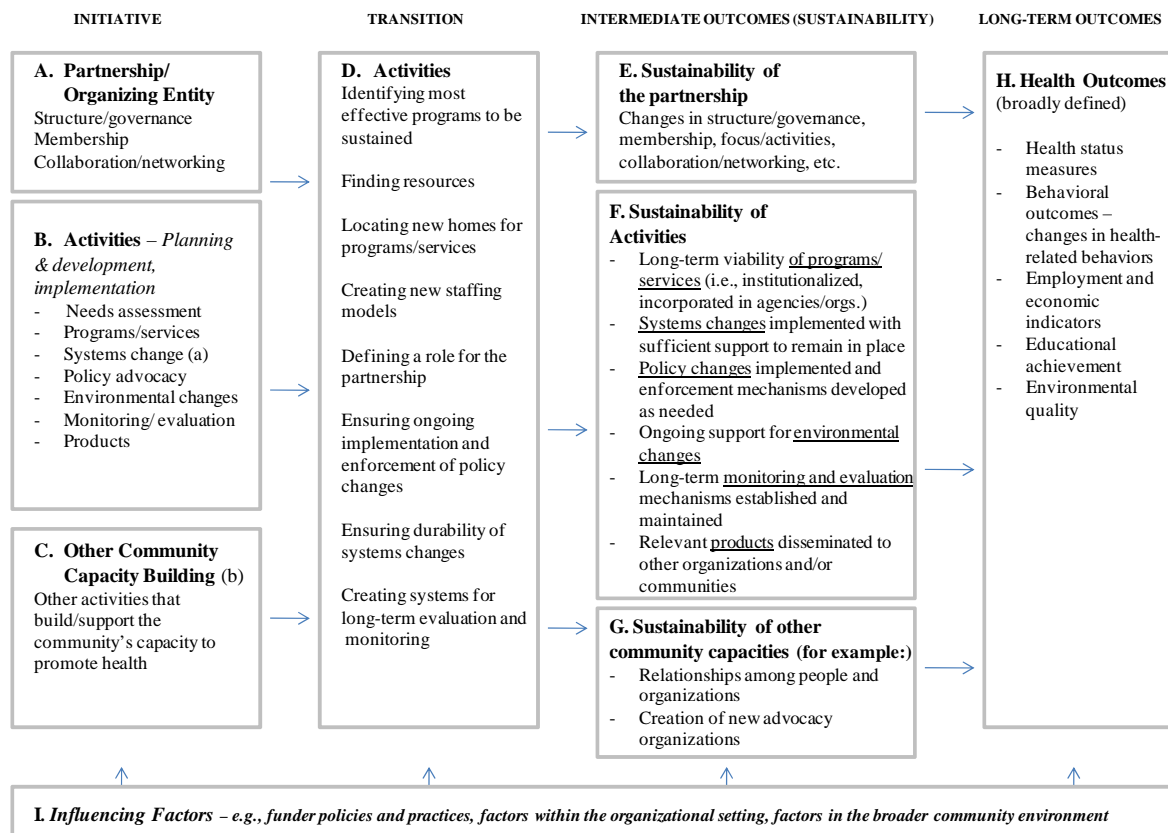 INITIATIVE
TRANSITION
INTERMEDIATE OUTCOMES (SUSTAINABILITY)
LONG-TERM OUTCOMES
A. Partnership/
Organizing Entity
Structure/governance
Membership
Collaboration/networking
B. Activities – Planning
& development,
implementation
- Needs assessment
- Programs/services
- Systems change (a)
- Policy advocacy
- Environmental changes
- Monitoring/ evaluation
- Products
C. Other Community
Capacity Building (b)
Other activities that
build/support the
community's capacity to
promote health
D. Activities
Identifying most
effective programs to be
sustained
Finding resources
Locating new homes for
programs/services
Creating new staffing
models
Defining a role for the
partnership
Ensuring ongoing
implementation and
enforcement of policy
changes
Ensuring durability of
systems changes
Creating systems for
long-term evaluation and
monitoring
E. Sustainability of
the partnership
Changes in structure/governance,
membership, focus/activities,
collaboration/networking, etc.
F. Sustainability of
Activities
- Long-term viability of programs/
services (i.e., institutionalized,
incorporated in agencies/orgs.)
- Systems changes implemented with
sufficient support to remain in place
- Policy changes implemented and
enforcement mechanisms developed
as needed
- Ongoing support for environmental
changes
- Long-term monitoring and evaluation
mechanisms established and
maintained
- Relevant products disseminated to
other organizations and/or
communities
G. Sustainability of other
community capacities (for example:)
- Relationships among people and
organizations
- Creation of new advocacy
organizations
H. Health Outcomes
(broadly defined)
- Health status
measures
- Behavioral
outcomes –
changes in health-
related behaviors
- Employment and
economic
indicators
- Educational
achievement
- Environmental
quality
I. Influencing Factors – e.g., funder policies and practices, factors within the organizational setting, factors in the broader community environment